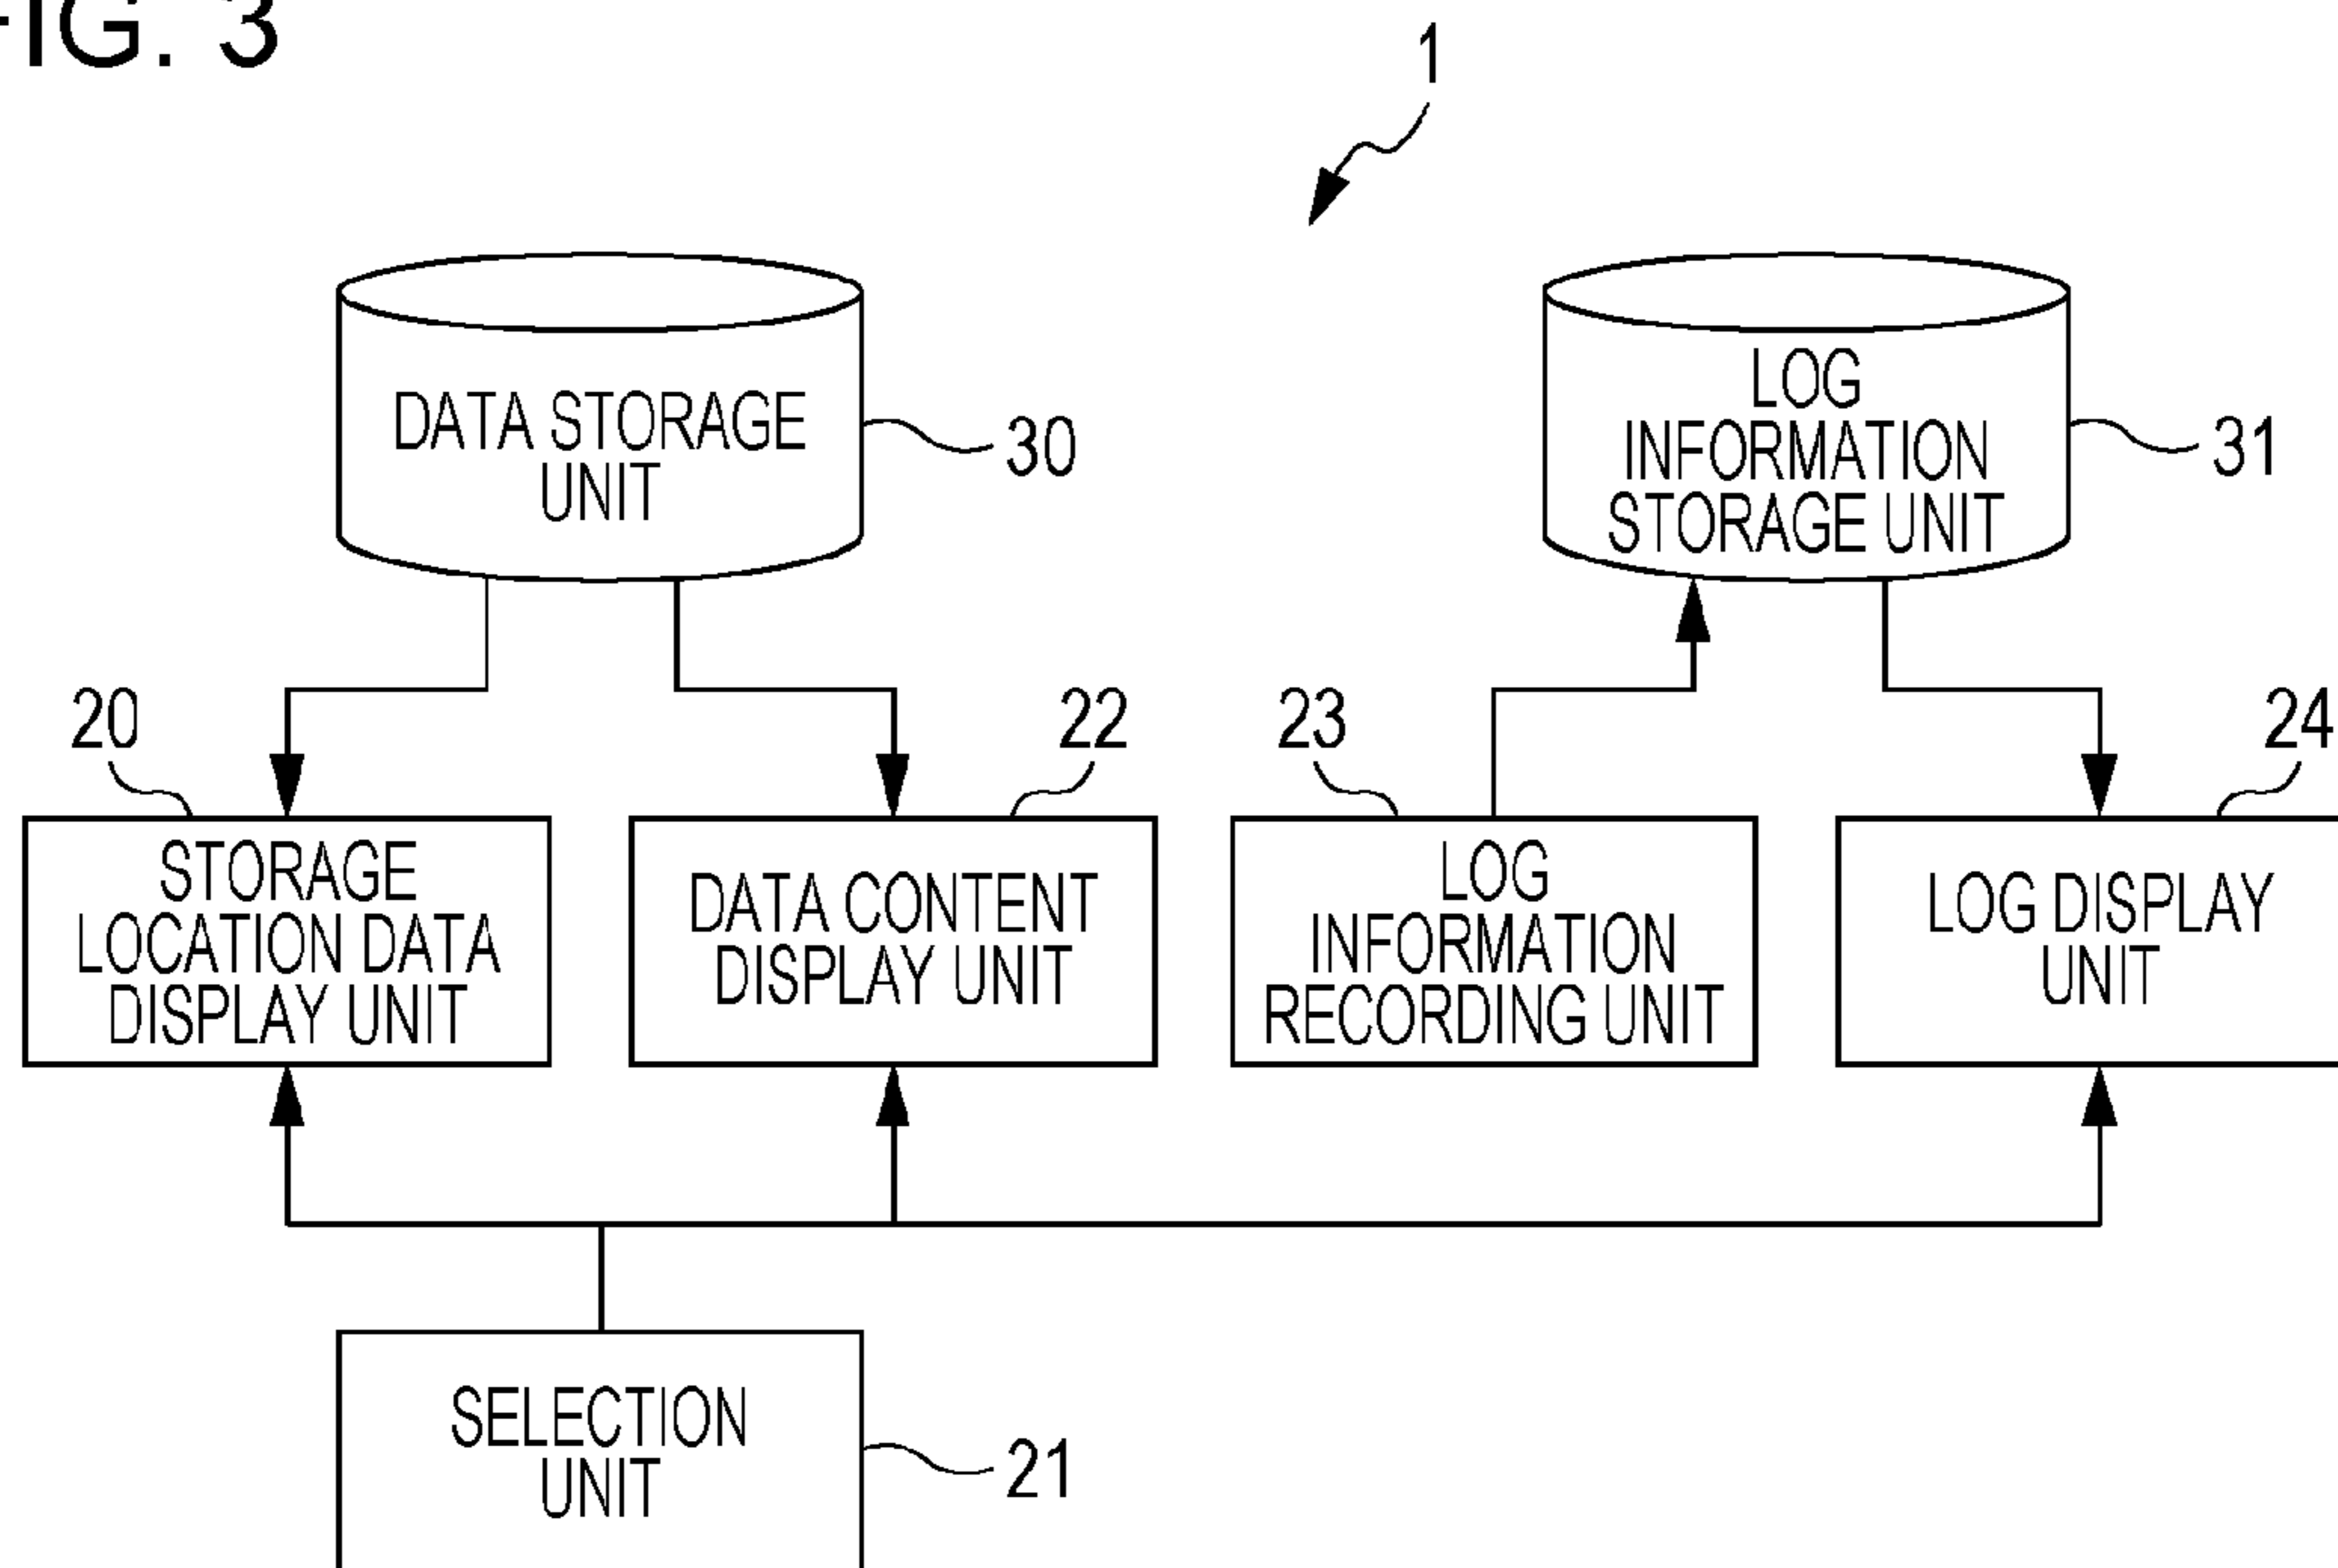 FIG. 3
1
DATA STORAGE
UNIT
30
LOG
INFORMATION
STORAGE UNIT
31
20
22
23
24
STORAGE
LOCATION DATA
DISPLAY UNIT
DATA CONTENT
DISPLAY UNIT
LOG
INFORMATION
RECORDING UNIT
LOG DISPLAY
UNIT
SELECTION
UNIT
21